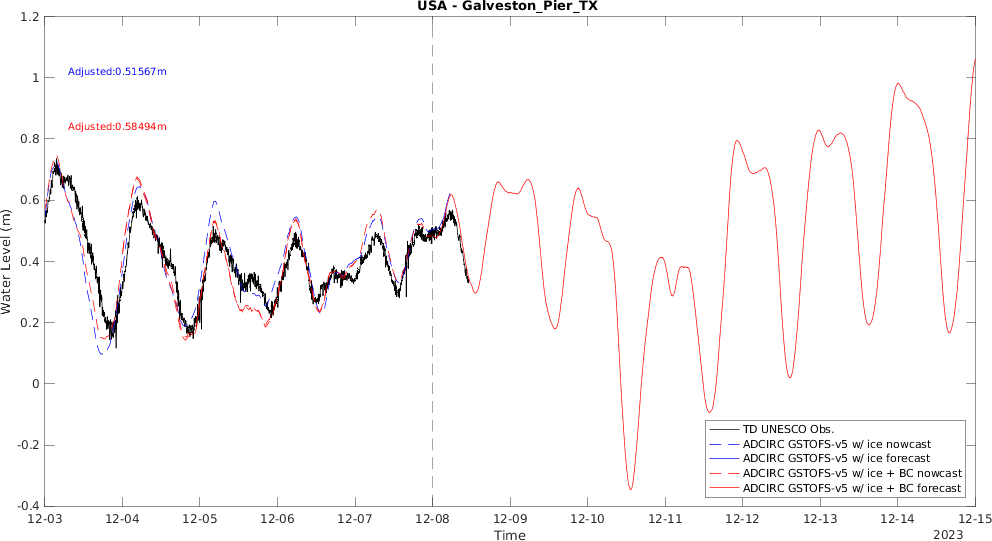 USA - Galveston_Pier_TX
1.2
1
0.8
0.6
0.4
0.2
0
-0.2
-0.4
Water Level (m)
Adjusted:0.51567m
Adjusted:0.58494m
TD UNESCO Obs.
ADCIRC GSTOFS-v5 w/ ice nowcast
ADCIRC GSTOFS-v5 w/ ice forecast
ADCIRC GSTOFS-v5 w/ ice + BC nowcast
ADCIRC GSTOFS-v5 w/ ice + BC forecast
12-03 12-04 12-05 12-06 12-07 12-08 12-09 12-10 12-11 12-12 12-13 12-14 12-15
Time
2023